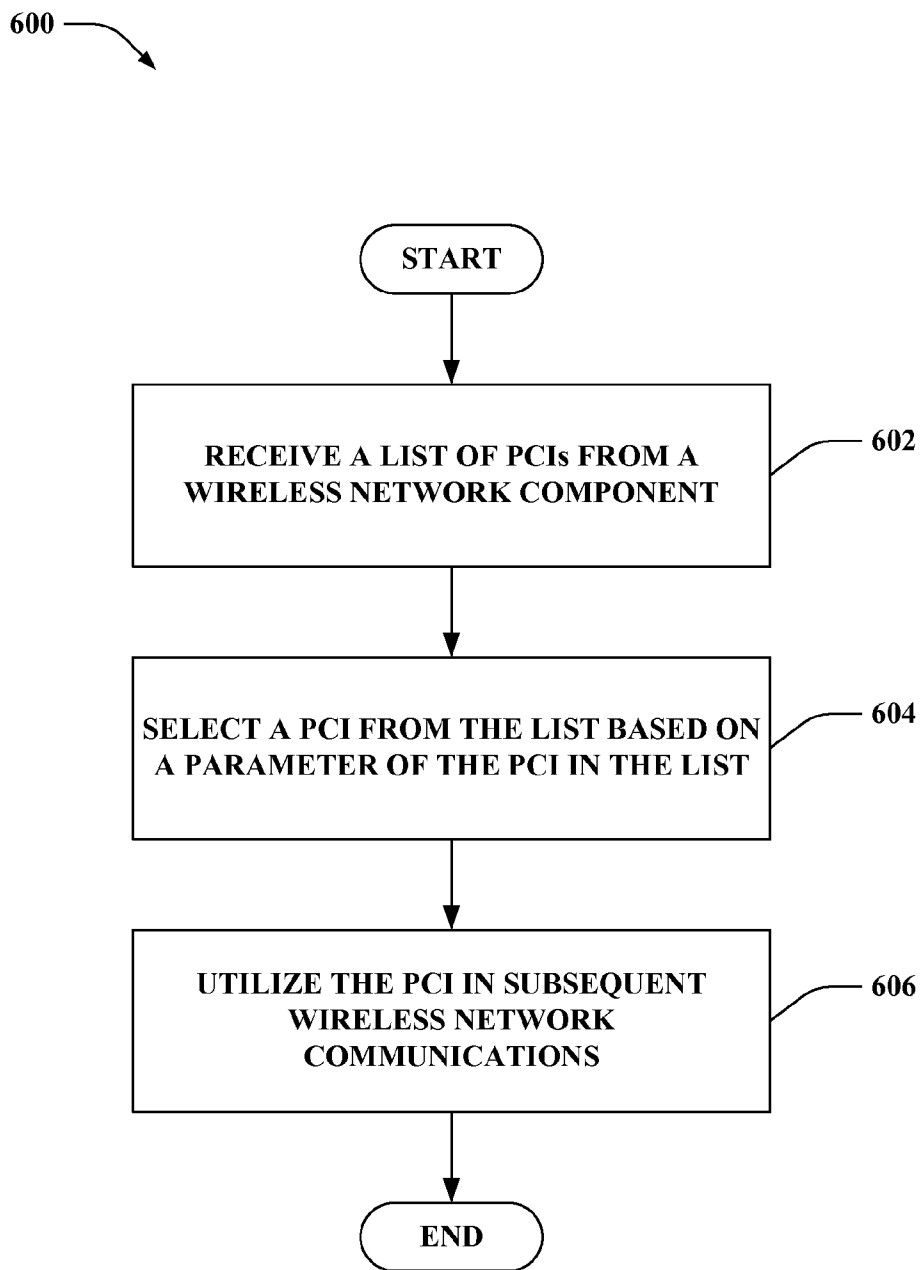 600
START
RECEIVE A LIST OF PCIs FROM A
WIRELESS NETWORK COMPONENT
602
SELECT A PCI FROM THE LIST BASED ON
A PARAMETER OF THE PCI IN THE LIST
604
UTILIZE THE PCI IN SUBSEQUENT
WIRELESS NETWORK
COMMUNICATIONS
606
END